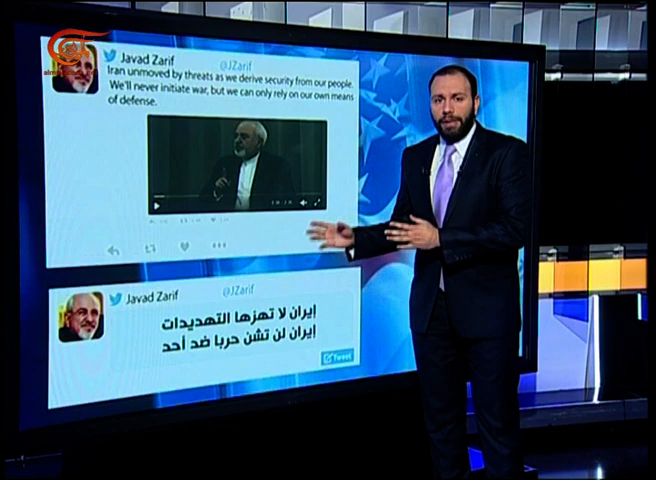 Javad Zarif @JZarif
Iran unmoved by threats as we derive security from our people.
We'll never initiate war, but we can only rely on our own means
of defense.
Javad Zarif @JZarif
إيران لا تهزها التهديدات
إيران لن تشن حربا ضد أحد
Tweet